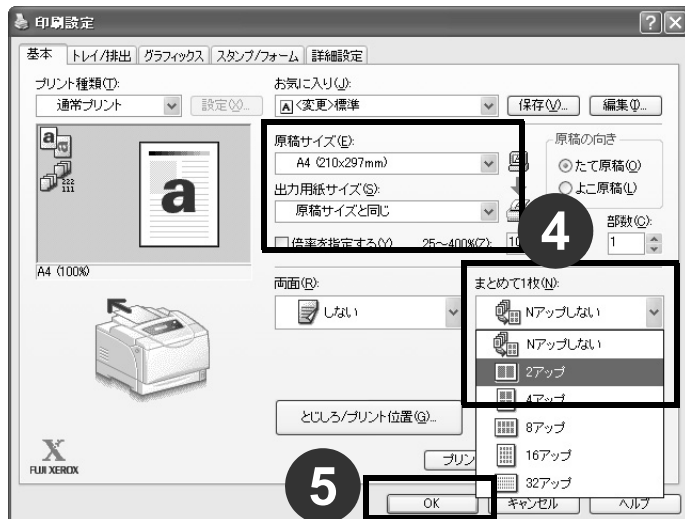 印刷設定
基本 トレイ/排出 グラフィックス スタンプ/フォーム 詳細設定
プリント種類(T):
通常プリント 設定(X)...
お気に入り(J):
A <変更>標準 保存(V)... 編集(I)...
原稿サイズ(E):
A4 (210x297mm)
出力用紙サイズ(S):
原稿サイズと同じ
倍率を指定する(Y) 25~400%(Z):
原稿の向き
たて原稿(O)
よこ原稿(L)
部数(C):
1
4
a
222
111
a
A4 (100%)
両面(R):
しない
まとめて1枚(N):
Nアップしない
Nアップしない
2アップ
4アップ
8アップ
16アップ
32アップ
とじしろ/プリント位置(G)...
プリン
X
FUJI XEROX
5
OK キャンセル ヘルプ